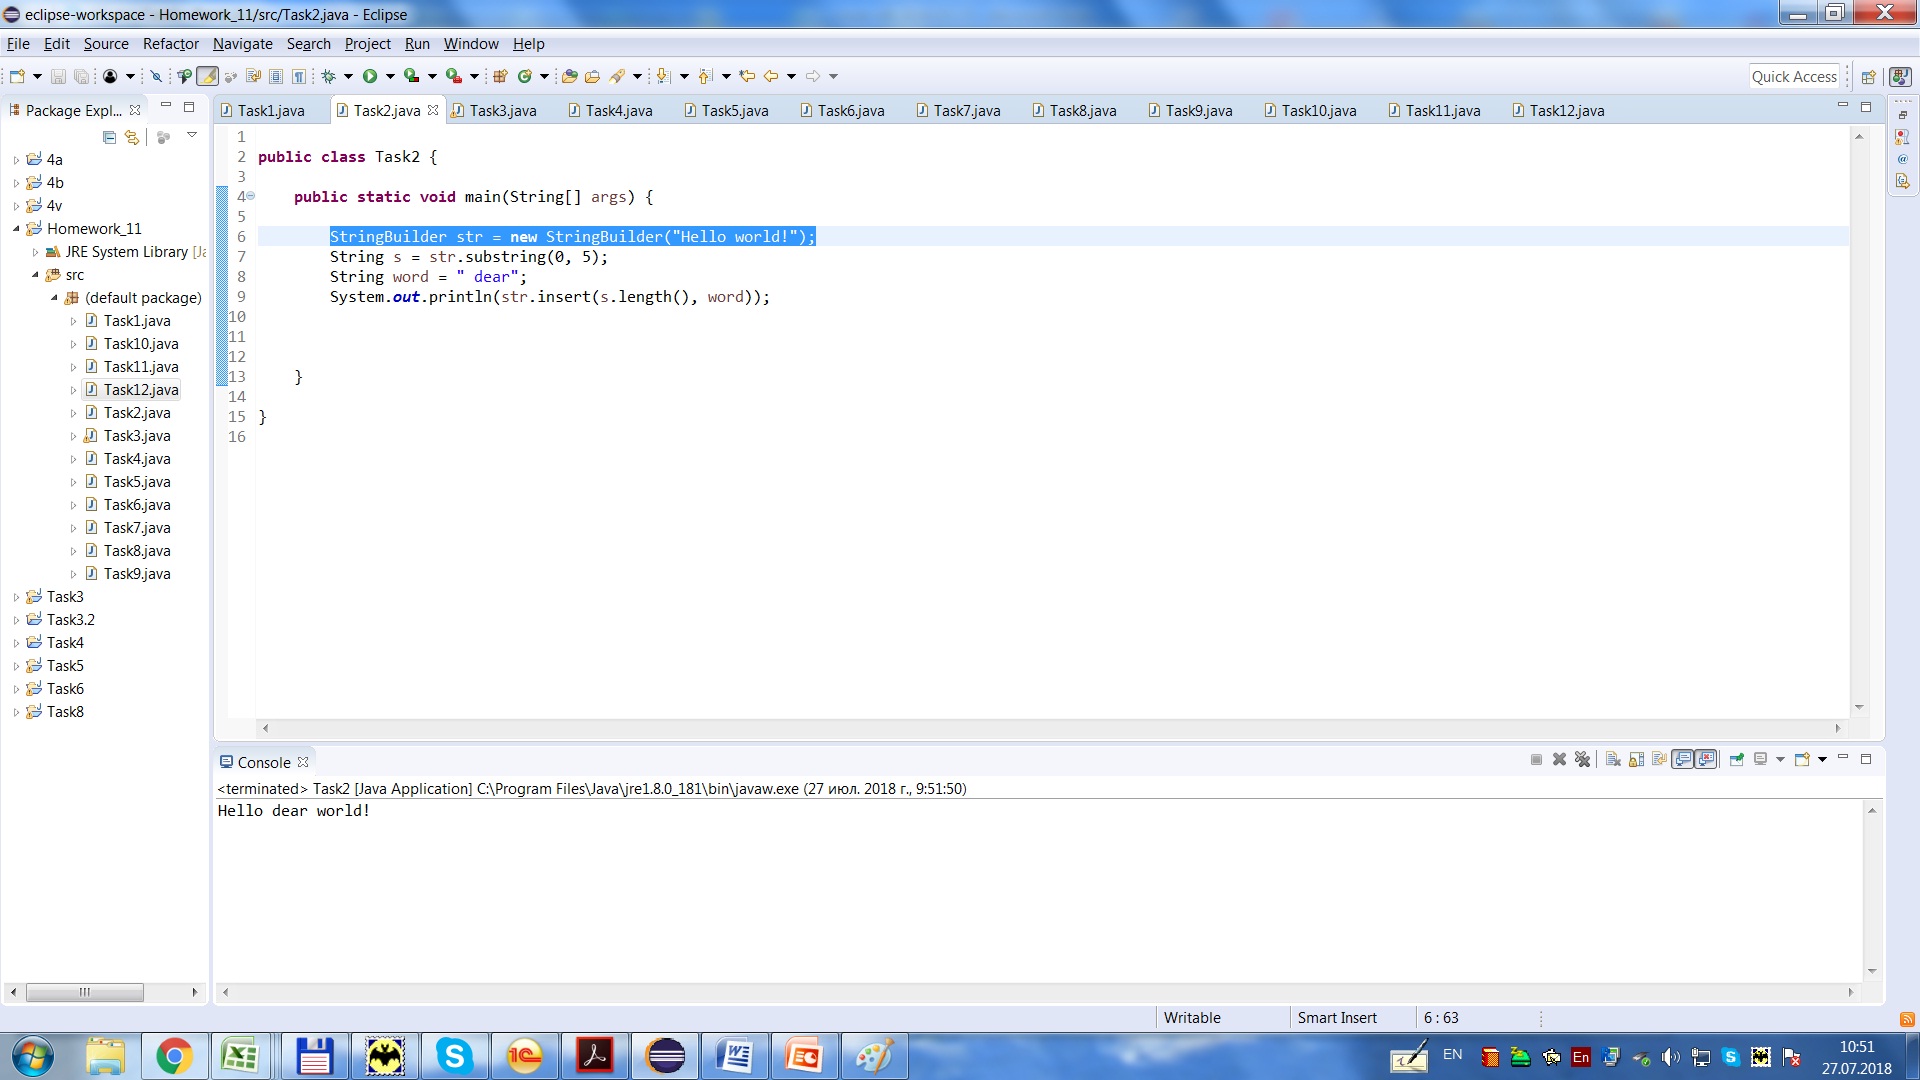 eclipse-workspace - Homework_11/src/Task2.java - Eclipse
File Edit Source Refactor Navigate Search Project Run Window Help
Quick Access
Package Expl...
Task1.java Task2.java Task3.java Task4.java Task5.java Task6.java Task7.java Task8.java Task9.java Task10.java Task11.java Task12.java
4a
4b
4v
Homework_11
JRE System Library [Ja
src
(default package)
Task1.java
Task10.java
Task11.java
Task12.java
Task2.java
Task3.java
Task4.java
Task5.java
Task6.java
Task7.java
Task8.java
Task9.java
Task3
Task3.2
Task4
Task5
Task6
Task8
1
2 public class Task2 {
3
4 public static void main(String[] args) {
5
6 StringBuilder str = new StringBuilder("Hello world!");
7 String s = str.substring(0, 5);
8 String word = " dear";
9 System.out.println(str.insert(s.length(), word));
10
11
12
13 }
14
15 }
16
Console
<terminated> Task2 [Java Application] C:\Program Files\Java\jre1.8.0_181\bin\javaw.exe (27 июл. 2018 г., 9:51:50)
Hello dear world!
Writable Smart Insert 6 : 63
EN En
10:51
27.07.2018